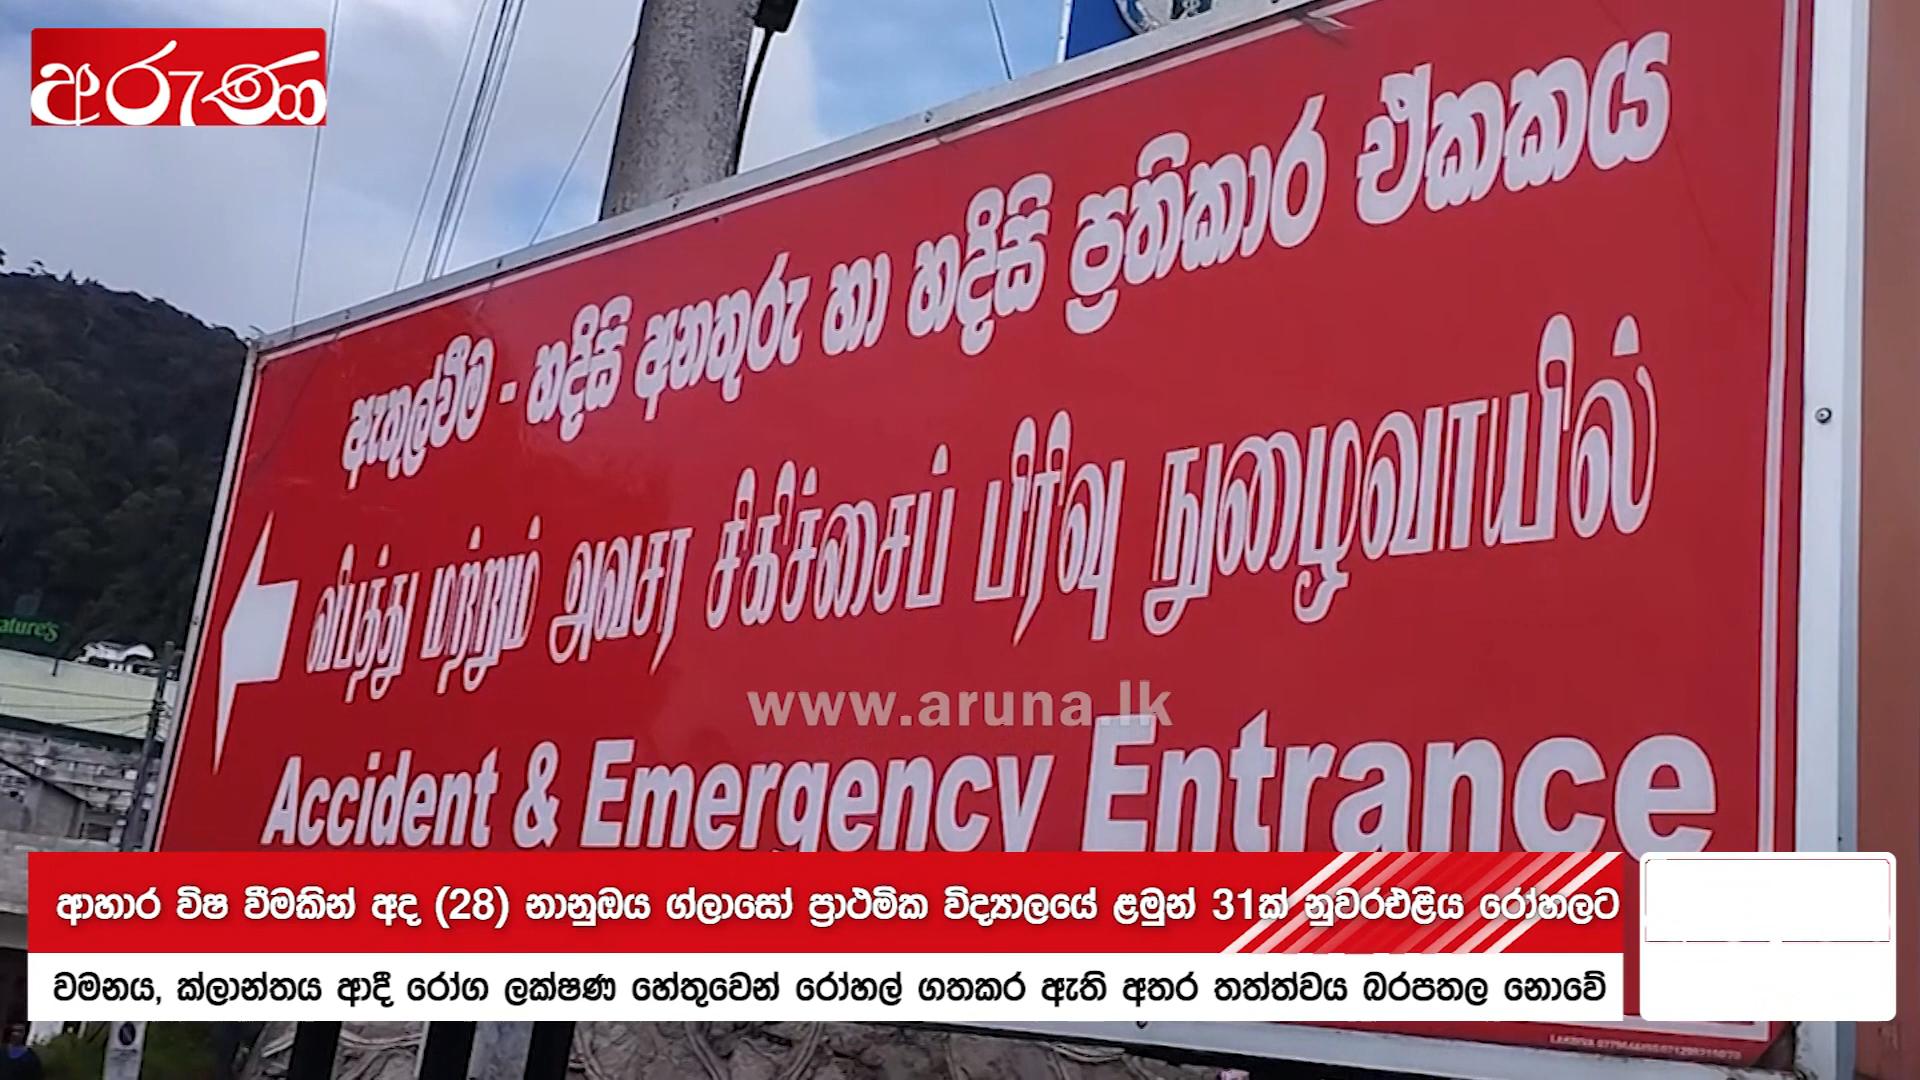 අරුණ
ඇතුල්වීම - හදිසි අනතුරු හා හදිසි ප්‍රතිකාර ඒකකය
விபத்து மற்றும் அவசர சிகிச்சைப் பிரிவு நுழைவாயில்
www.aruna.lk
Accident & Emergency Entrance
ආහාර විෂ වීමකින් අද (28) නානුඔය ග්ලාසෝ ප්‍රාථමික විද්‍යාලයේ ළමුන් 31ක් නුවරඑළිය රෝහලට
වමනය, ක්ලාන්තය ආදී රෝග ලක්ෂණ හේතුවෙන් රෝහල් ගතකර ඇති අතර තත්ත්වය බරපතල නොවේ